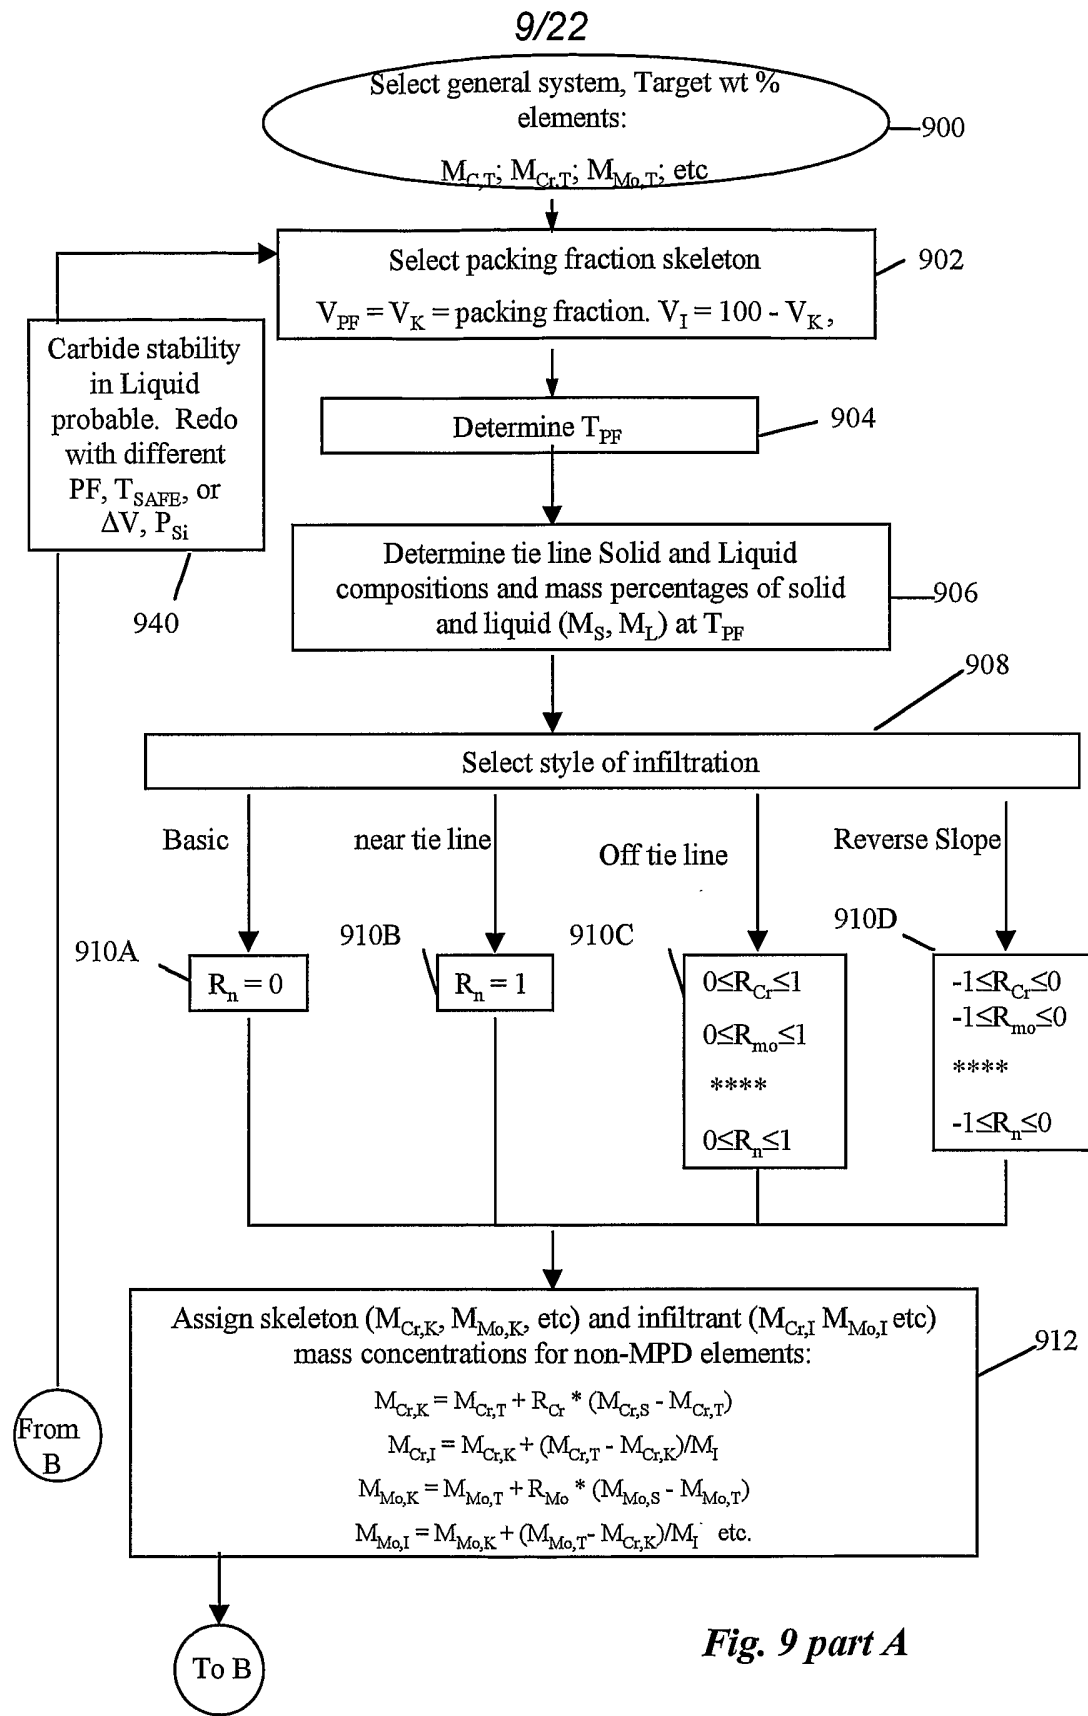 9/22
Select general system, Target wt %
elements:
M_C,T; M_Cr.T; M_Mo,T; etc
900
Select packing fraction skeleton
V_PF = V_K = packing fraction. V_I = 100 - V_K ,
902
Carbide stability
in Liquid
probable. Redo
with different
PF, T_SAFE, or
ΔV, P_Si
940
Determine T_PF
904
Determine tie line Solid and Liquid
compositions and mass percentages of solid
and liquid (M_S, M_L) at T_PF
906
908
Select style of infiltration
Basic
near tie line
Off tie line
Reverse Slope
910A
910B
910C
910D
R_n = 0
R_n = 1
0≤R_Cr≤1
0≤R_mo≤1
****
0≤R_n≤1
-1≤R_Cr≤0
-1≤R_mo≤0
****
-1≤R_n≤0
Assign skeleton (M_Cr,K, M_Mo,K, etc) and infiltrant (M_Cr,I M_Mo,I etc)
mass concentrations for non-MPD elements:
M_Cr,K = M_Cr,T + R_Cr * (M_Cr,S - M_Cr,T)
M_Cr,I = M_Cr,K + (M_Cr,T - M_Cr,K)/M_I
M_Mo,K = M_Mo,T + R_Mo * (M_Mo,S - M_Mo,T)
M_Mo,I = M_Mo,K + (M_Mo,T - M_Cr,K)/M_I etc.
912
From
B
To B
Fig. 9 part A